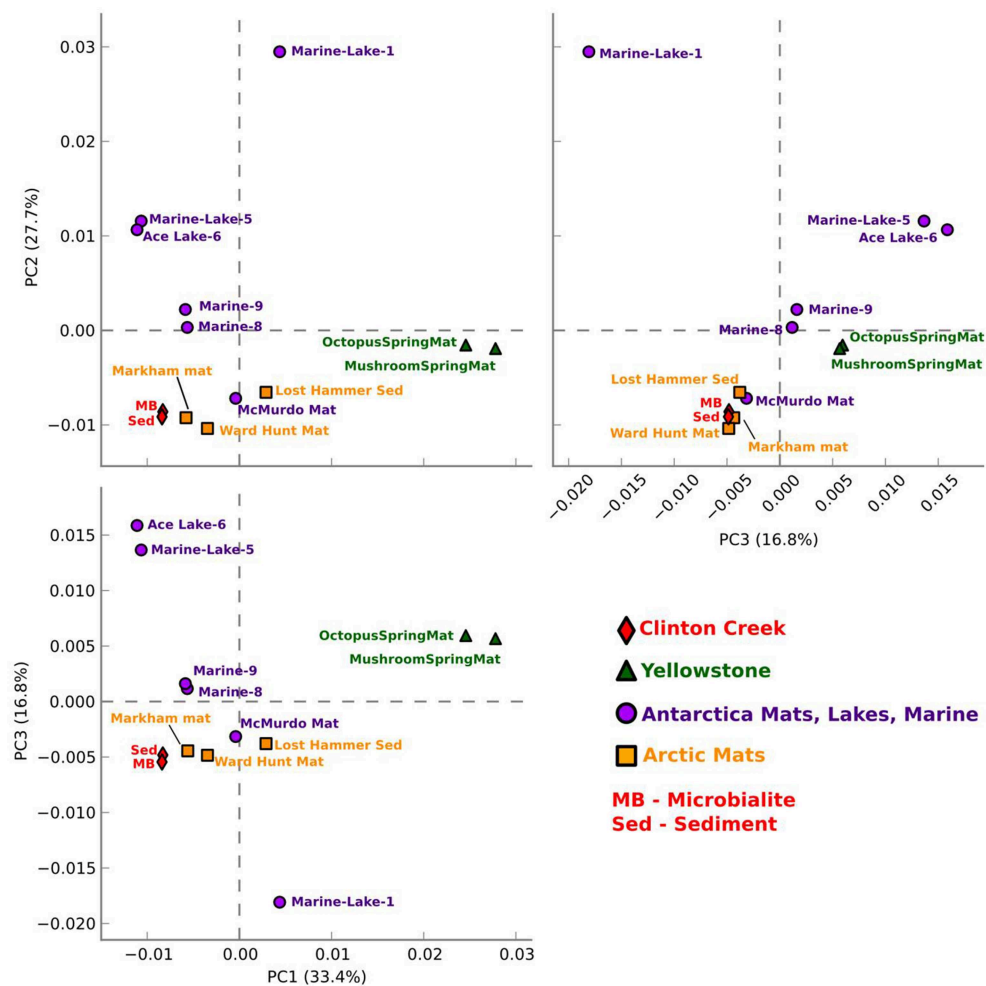 0.03
0.02
0.01
0.00
−0.01
PC2 (27.7%)
Marine-Lake-1
Marine-Lake-5
Ace Lake-6
Marine-9
Marine-8
OctopusSpringMat
MushroomSpringMat
Markham mat
Lost Hammer Sed
MB
Sed
McMurdo Mat
Ward Hunt Mat
Marine-Lake-1
Marine-Lake-5
Ace Lake-6
Marine-9
Marine-8
OctopusSpringMat
MushroomSpringMat
Lost Hammer Sed
MB
McMurdo Mat
Sed
Ward Hunt Mat
Markham mat
−0.020
−0.015
−0.010
−0.005
0.000
0.005
0.010
0.015
PC3 (16.8%)
0.015
0.010
0.005
0.000
−0.005
−0.010
−0.015
−0.020
PC3 (16.8%)
Ace Lake-6
Marine-Lake-5
OctopusSpringMat
MushroomSpringMat
Marine-9
Marine-8
Markham mat
McMurdo Mat
Sed
Lost Hammer Sed
MB
Ward Hunt Mat
Marine-Lake-1
−0.01
0.00
0.01
0.02
0.03
PC1 (33.4%)
Clinton Creek
Yellowstone
Antarctica Mats, Lakes, Marine
Arctic Mats
MB - Microbialite
Sed - Sediment